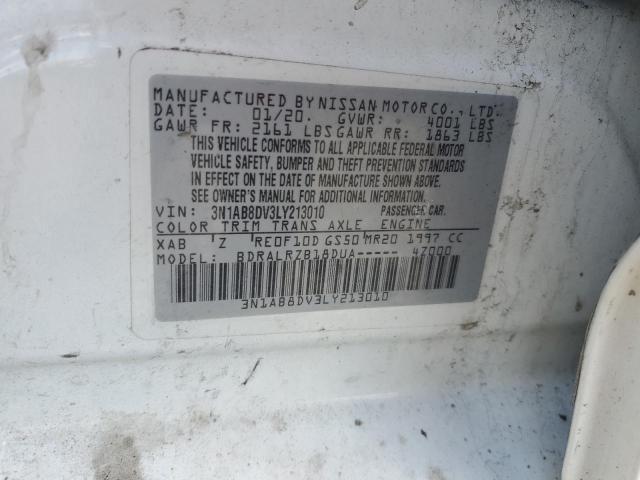 MANUFACTURED BY NISSAN MOTOR CO., LTD.
DATE: 01/20. GVWR: 4001 LBS
GAWR FR: 2161 LBS GAWR RR: 1863 LBS
THIS VEHICLE CONFORMS TO ALL APPLICABLE FEDERAL MOTOR
VEHICLE SAFETY, BUMPER AND THEFT PREVENTION STANDARDS
IN EFFECT ON THE DATE OF MANUFACTURE SHOWN ABOVE.
SEE OWNER'S MANUAL FOR ADDITIONAL INFORMATION.
VIN: 3N1AB8DV3LY213010 PASSENGER CAR.
COLOR TRIM TRANS AXLE ENGINE
XAB Z RE0F10D GS50 MR20 1997 CC
MODEL: BDRALRZB18DUA----- 4Z000
3N1AB8DV3LY213010